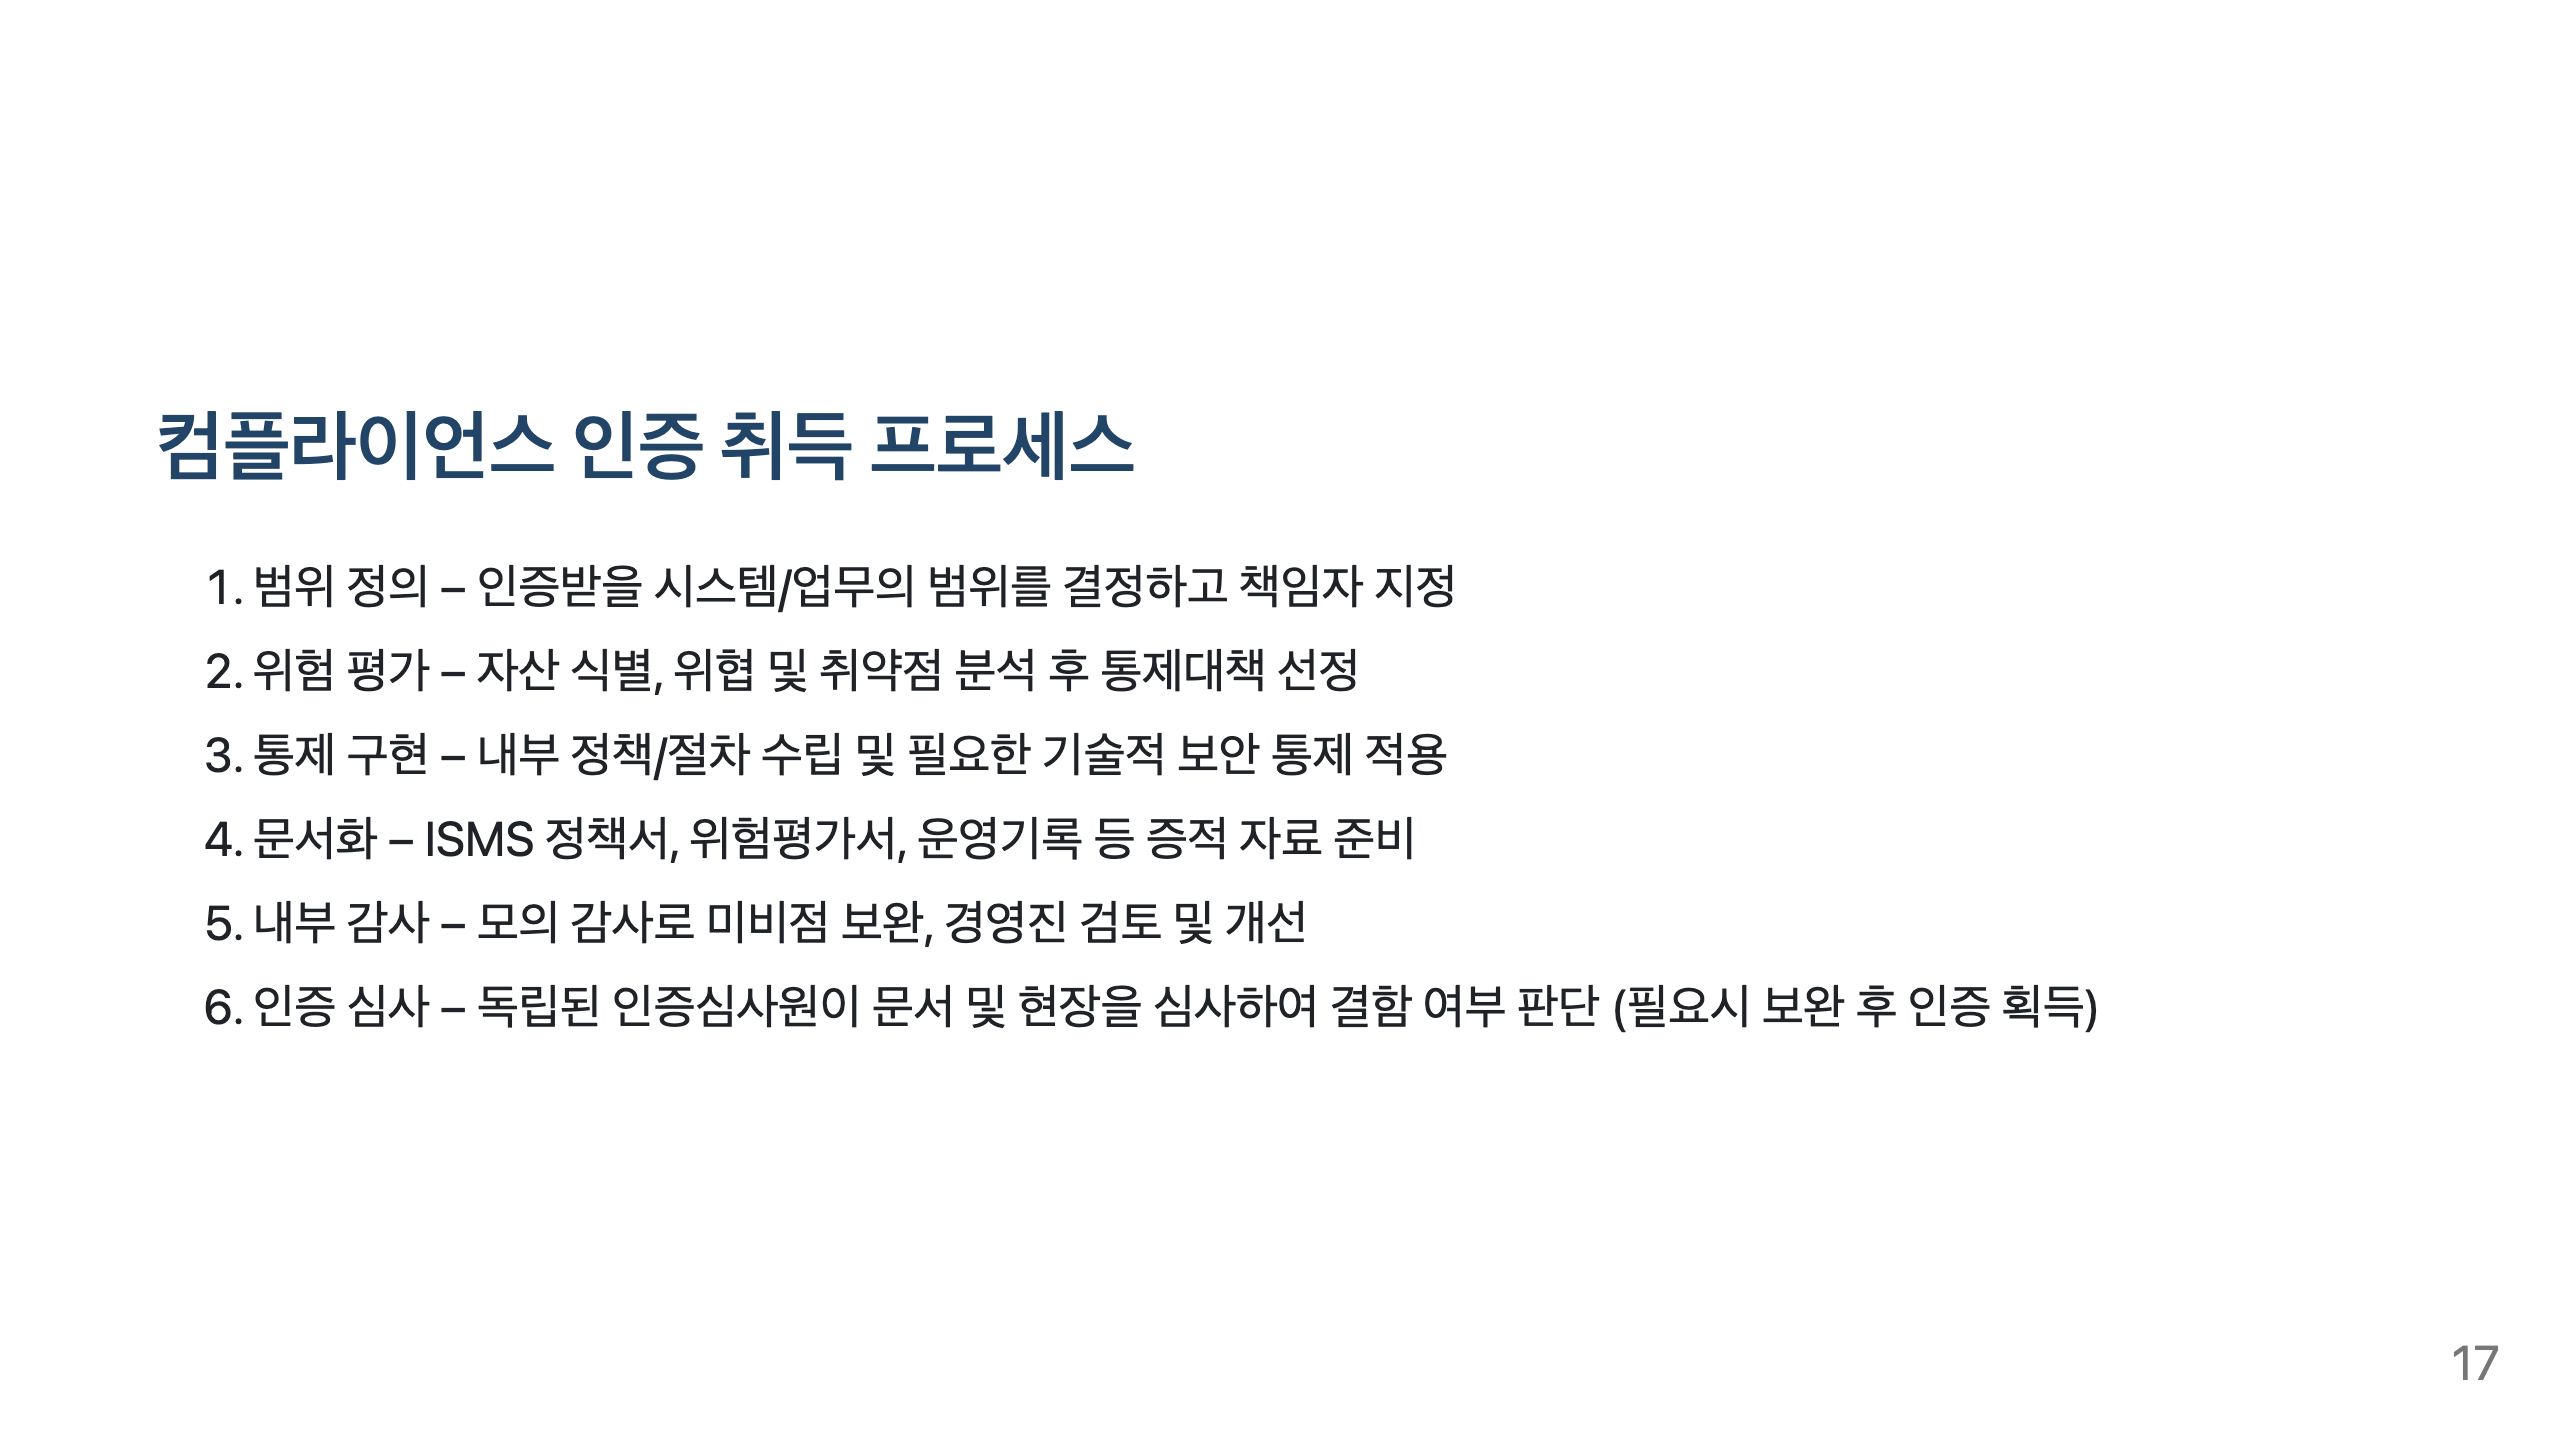 컴플라이언스 인증 취득 프로세스
1. 범위 정의 – 인증받을 시스템/업무의 범위를 결정하고 책임자 지정
2. 위험 평가 – 자산 식별, 위협 및 취약점 분석 후 통제대책 선정
3. 통제 구현 – 내부 정책/절차 수립 및 필요한 기술적 보안 통제 적용
4. 문서화 – ISMS 정책서, 위험평가서, 운영기록 등 증적 자료 준비
5. 내부 감사 – 모의 감사로 미비점 보완, 경영진 검토 및 개선
6. 인증 심사 – 독립된 인증심사원이 문서 및 현장을 심사하여 결함 여부 판단 (필요시 보완 후 인증 획득)
17